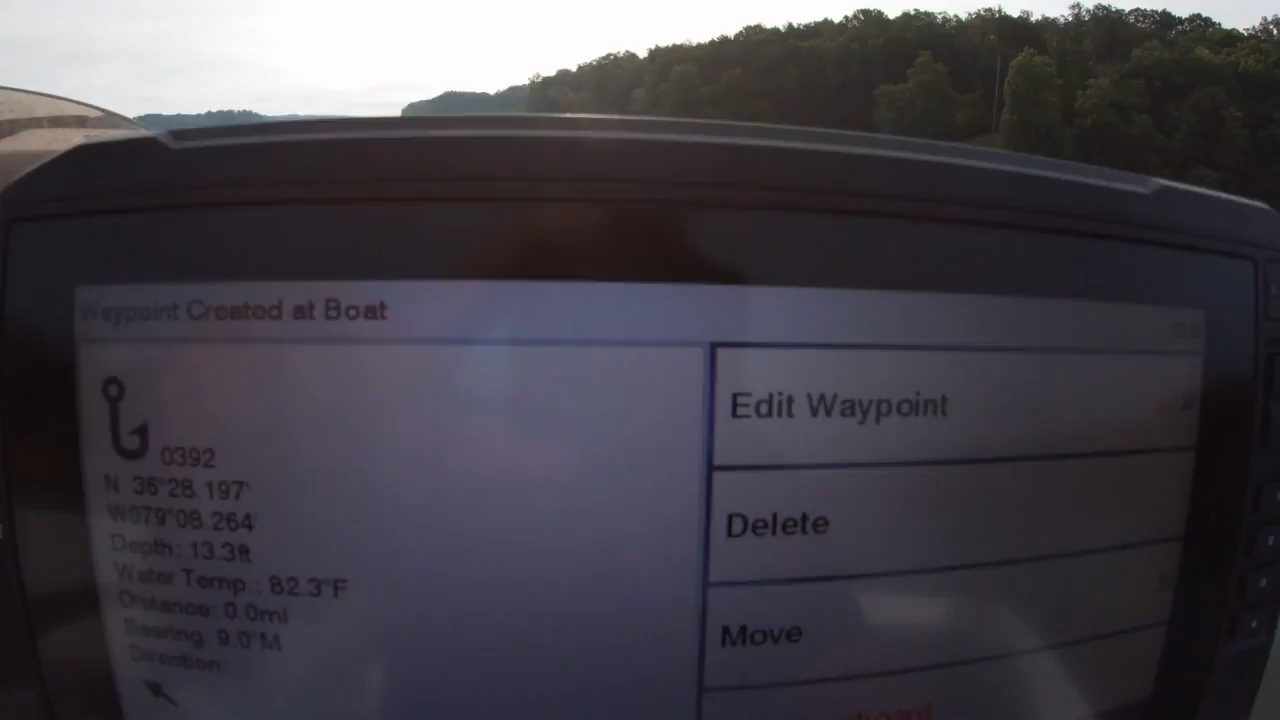 Waypoint Created at Boat
0392
N 36°28.197'
W079°08.264'
Depth: 13.3ft
Water Temp.: 82.3°F
Distance: 0.0mi
Bearing: 9.0°M
Direction:
Edit Waypoint
Delete
Move